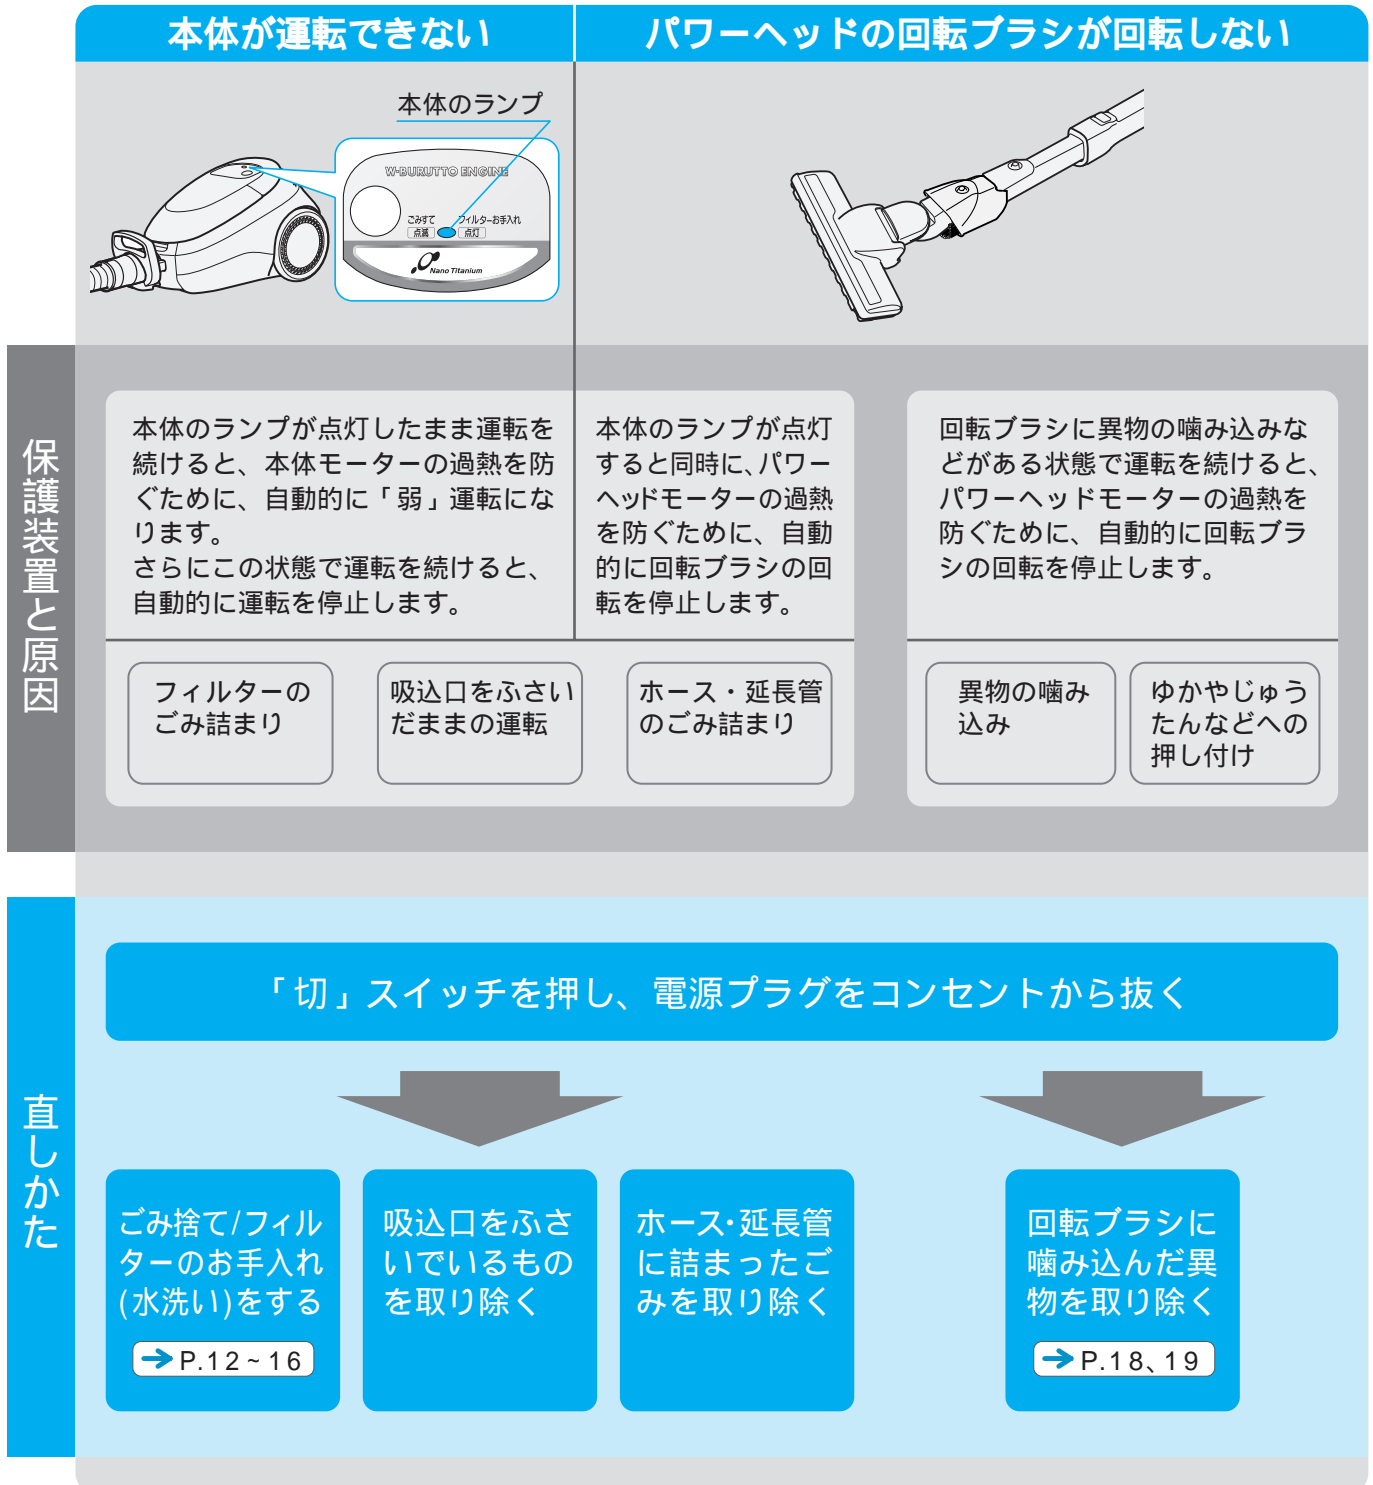 本体が運転できない
パワーヘッドの回転ブラシが回転しない
本体のランプ
W-BURUTTO ENGINE
ごみすて
フィルターお手入れ
点滅
点灯
Nano Titanium
保護装置と原因
本体のランプが点灯したまま運転を
続けると、本体モーターの過熱を防
ぐために、自動的に「弱」運転にな
ります。
さらにこの状態で運転を続けると、
自動的に運転を停止します。
本体のランプが点灯
すると同時に、パワー
ヘッドモーターの過熱
を防ぐために、自動
的に回転ブラシの回
転を停止します。
回転ブラシに異物の噛み込みな
どがある状態で運転を続けると、
パワーヘッドモーターの過熱を
防ぐために、自動的に回転ブラ
シの回転を停止します。
フィルターの
ごみ詰まり
吸込口をふさい
だままの運転
ホース・延長管
のごみ詰まり
異物の噛み
込み
ゆかやじゅう
たんなどへの
押し付け
直しかた
「切」スイッチを押し、電源プラグをコンセントから抜く
ごみ捨て/フィル
ターのお手入れ
(水洗い)をする
P.12~16
吸込口をふさ
いでいるもの
を取り除く
ホース・延長管
に詰まったご
みを取り除く
回転ブラシに
噛み込んだ異
物を取り除く
P.18、19